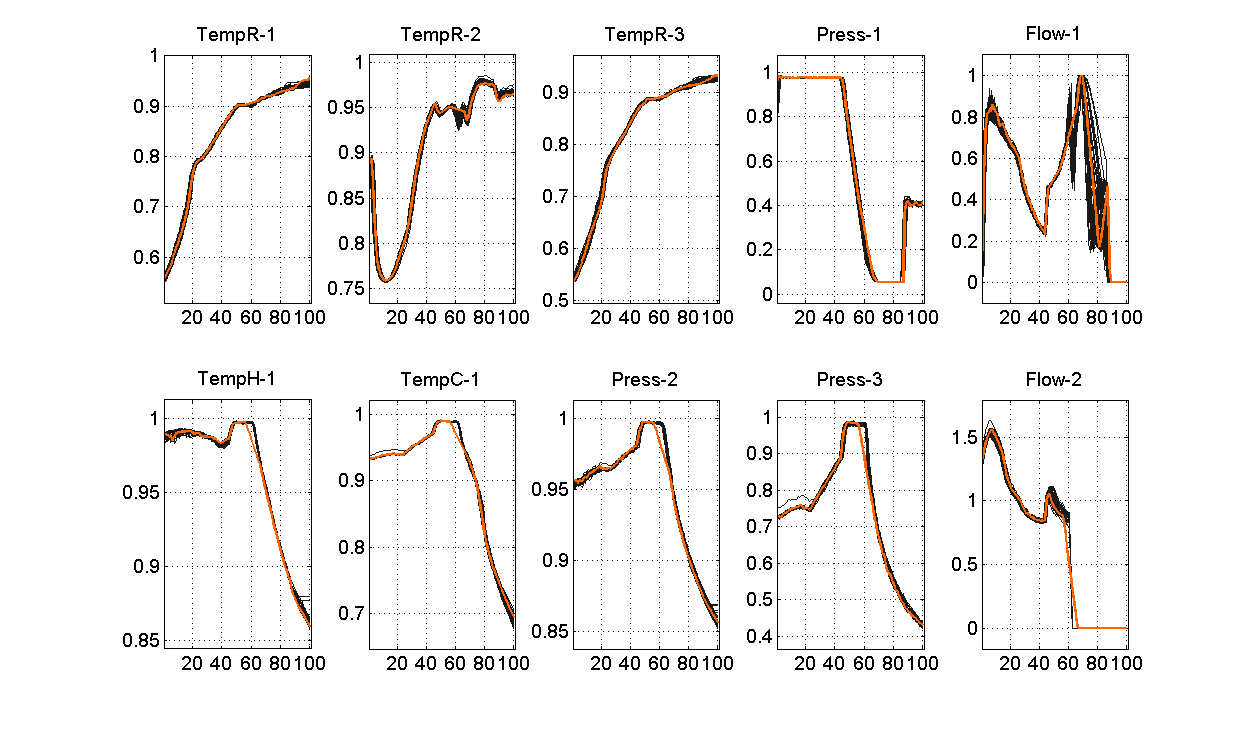 TempR-1 TempR-2 TempR-3 Press-1 Flow-1
1 1 1 1
0.9 0.95 0.9 0.8 0.8
0.8 0.9 0.8 0.6 0.6
0.7 0.85 0.7 0.4 0.4
0.6 0.8 0.6 0.2 0.2
0.75 0.5 0 0
20 40 60 80 100 20 40 60 80 100 20 40 60 80 100 20 40 60 80 100 20 40 60 80 100
TempH-1 TempC-1 Press-2 Press-3 Flow-2
1 1 1 1 1.5
0.95 0.9 0.95 0.9 1
0.9 0.8 0.9 0.8 0.5
0.85 0.7 0.85 0.7 0
0.6
0.5
0.4
20 40 60 80 100 20 40 60 80 100 20 40 60 80 100 20 40 60 80 100 20 40 60 80 100